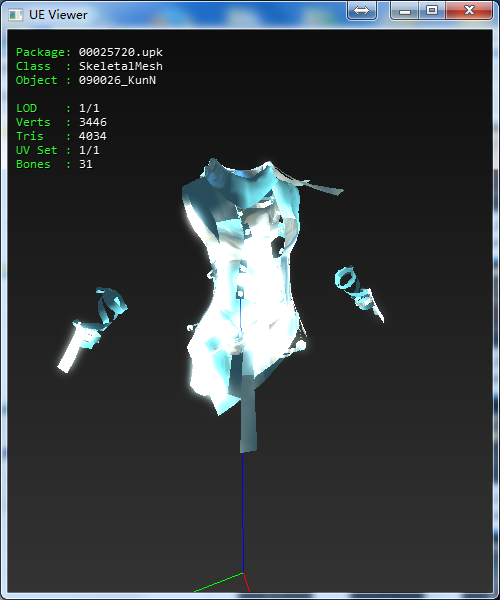 UE Viewer
Package: 00025720.upk
Class : SkeletalMesh
Object : 090026_KunN
LOD : 1/1
Verts : 3446
Tris : 4034
UV Set : 1/1
Bones : 31